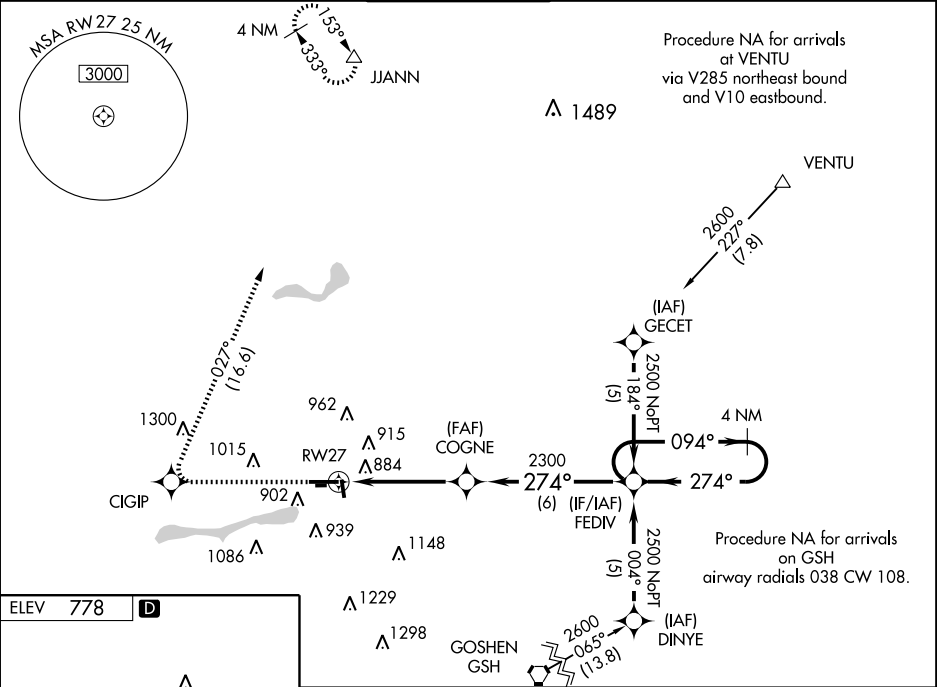 MSA RW27 25 NM
3000
4 NM
153°
333°
JJANN
Procedure NA for arrivals
at VENTU
via V285 northeast bound
and V10 eastbound.
1489
VENTU
2600
227°
(7.8)
(IAF)
GECET
2500 NoPT
184°
(5)
027°
(16.6)
1300
1015
962
915
884
RW27
(FAF)
COGNE
4 NM
094°
274°
2300
274°
(6)
(IF/IAF)
FEDIV
CIGIP
902
939
1086
1148
1229
1298
2500 NoPT
004°
(5)
Procedure NA for arrivals
on GSH
airway radials 038 CW 108.
(IAF)
DINYE
2600
065°
(13.8)
GOSHEN
GSH
ELEV 778 D